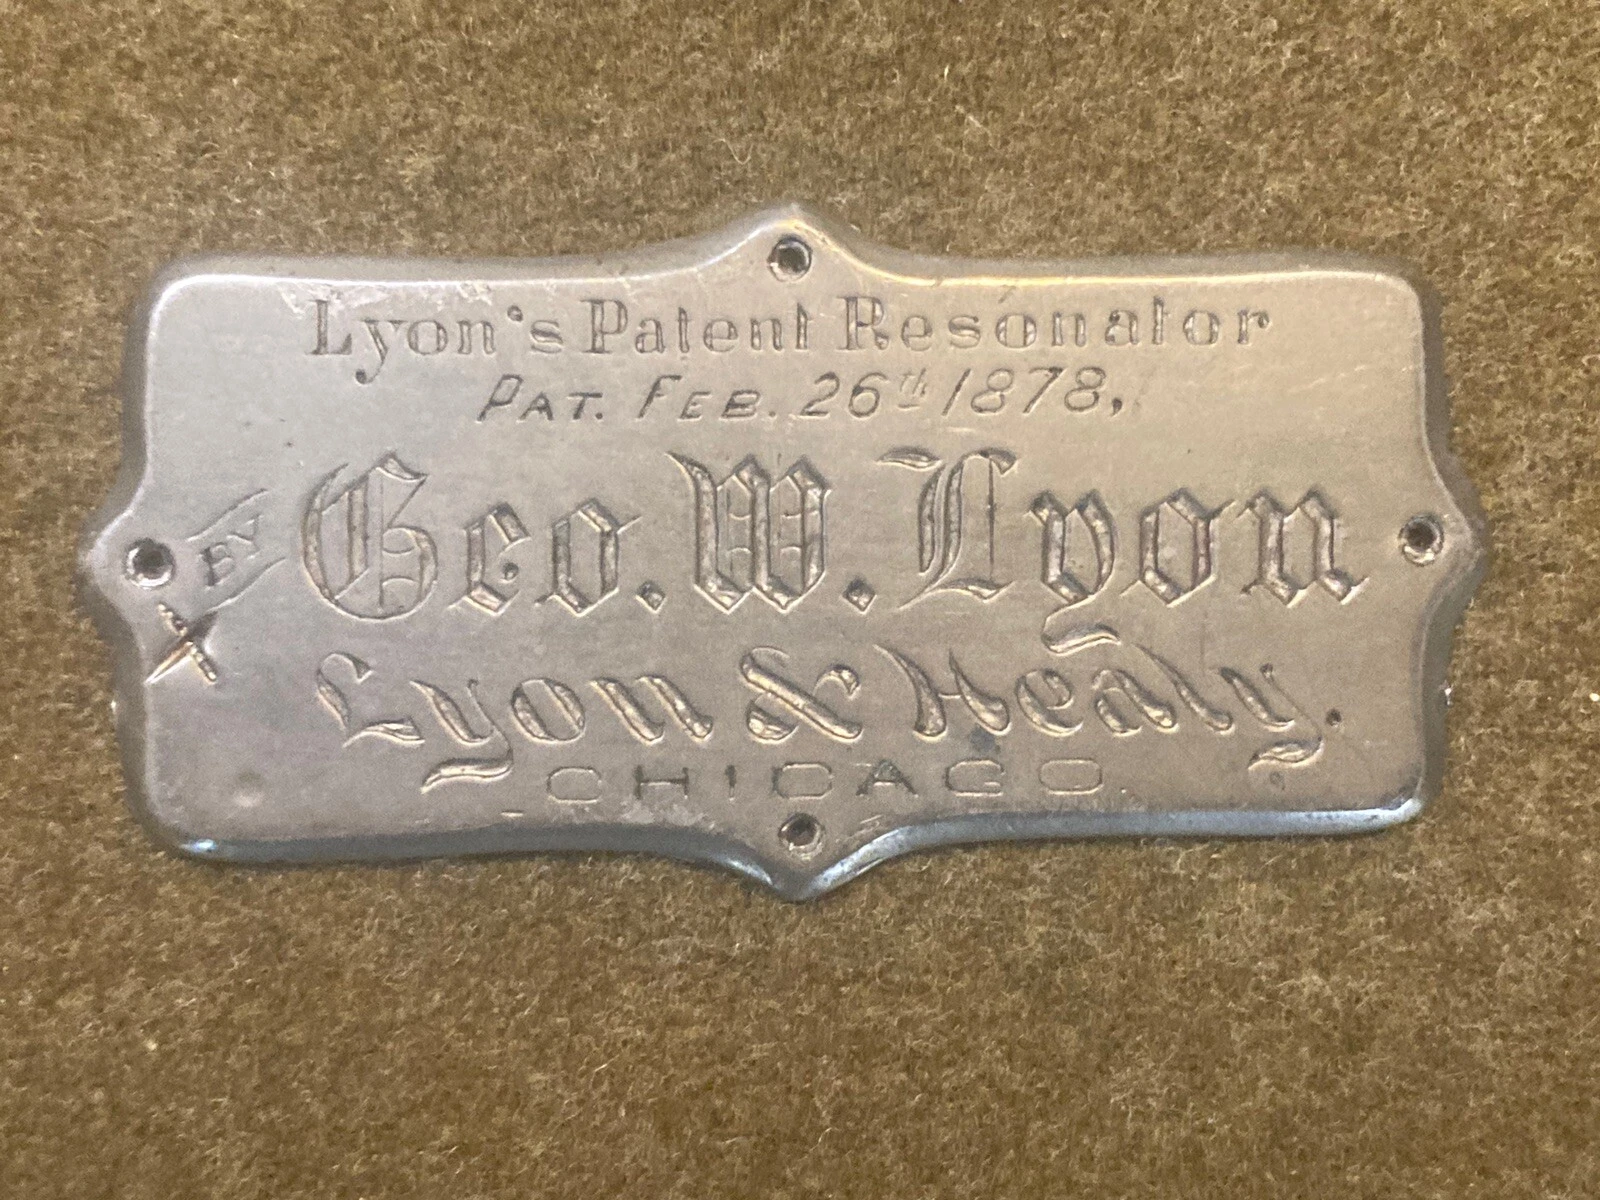 Lyon's Patent Resonator
PAT. FEB. 26th 1878,
BY Geo. W. Lyon
Lyon & Healy.
CHICAGO.